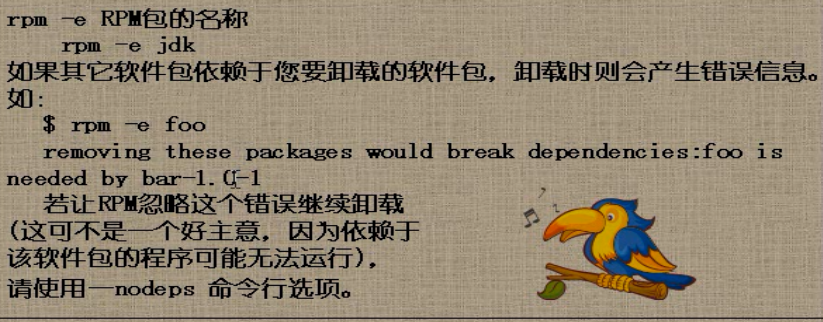 rpm -e RPM包的名称
rpm -e jdk
如果其它软件包依赖于您要卸载的软件包，卸载时则会产生错误信息。
如:
$ rpm -e foo
removing these packages would break dependencies:foo is
needed by bar-1.0-1
若让RPM忽略这个错误继续卸载
(这可不是一个好主意，因为依赖于
该软件包的程序可能无法运行)，
请使用—nodeps 命令行选项。